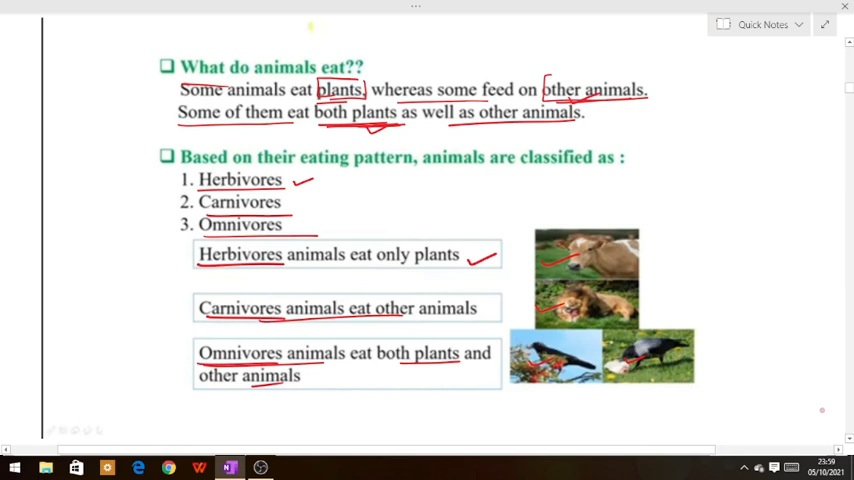 Quick Notes
What do animals eat??
Some animals eat plants, whereas some feed on other animals.
Some of them eat both plants as well as other animals.
Based on their eating pattern, animals are classified as :
1. Herbivores
2. Carnivores
3. Omnivores
Herbivores animals eat only plants
Carnivores animals eat other animals
Omnivores animals eat both plants and
other animals
23:59
05/10/2021